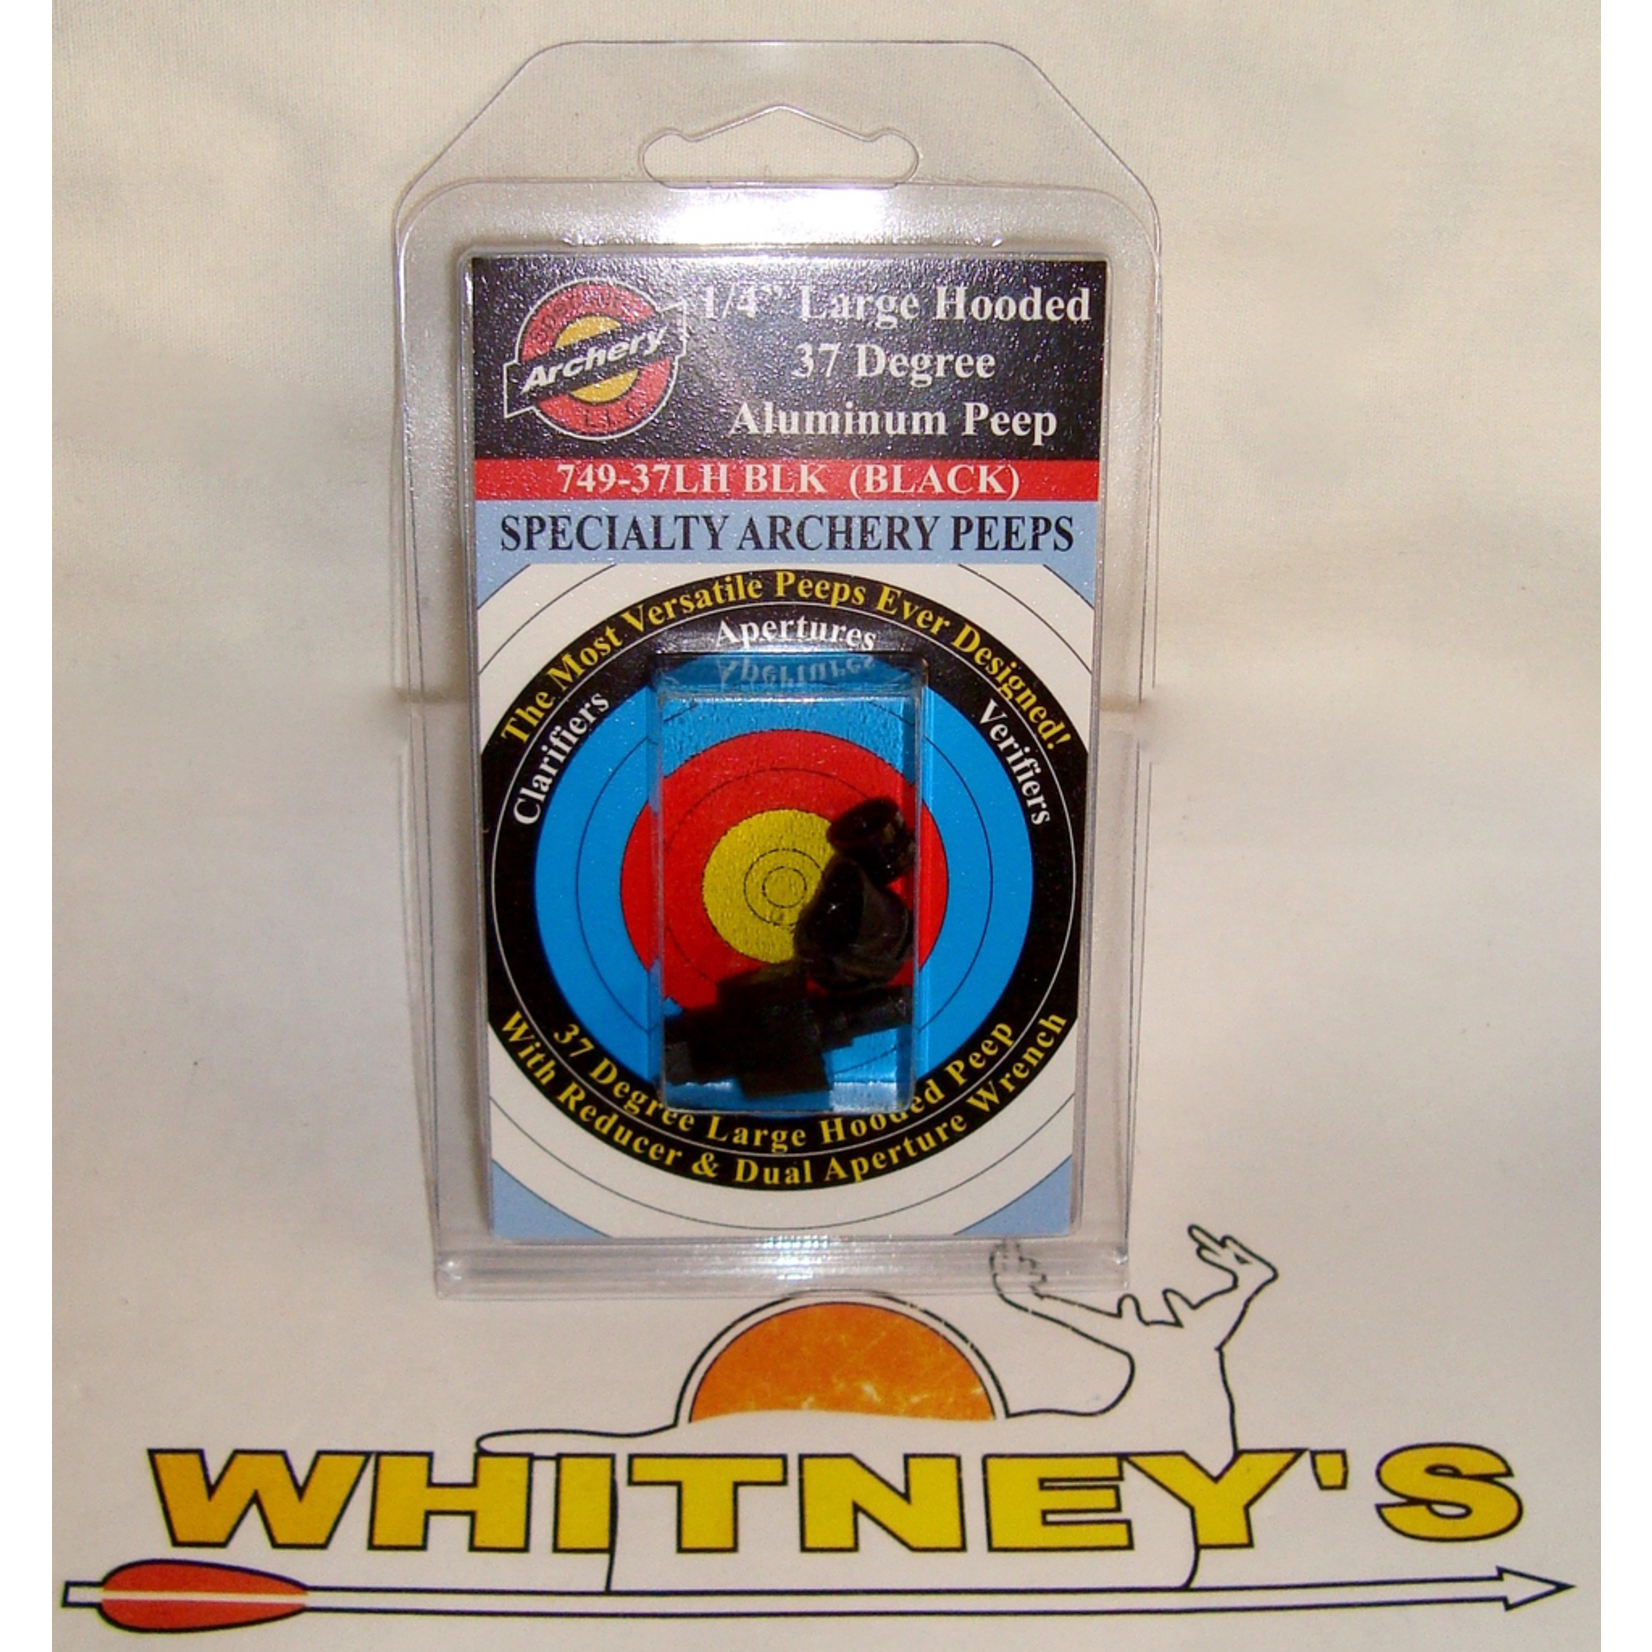 1/4" Large Hooded
37 Degree
Aluminum Peep
Archery
LLC
749-37LH BLK (BLACK)
SPECIALTY ARCHERY PEEPS
The Most Versatile Peeps Ever Designed!
Apertures
Clarifiers
Verifiers
37 Degree Large Hooded Peep
With Reducer & Dual Aperture Wrench
WHITNEY'S